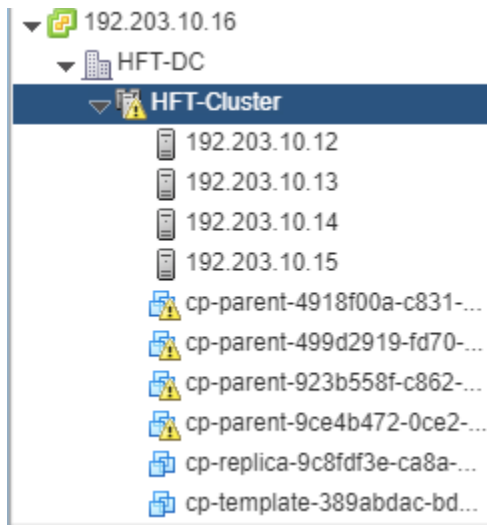 192.203.10.16
HFT-DC
HFT-Cluster
192.203.10.12
192.203.10.13
192.203.10.14
192.203.10.15
cp-parent-4918f00a-c831-...
cp-parent-499d2919-fd70-...
cp-parent-923b558f-c862-...
cp-parent-9ce4b472-0ce2-...
cp-replica-9c8fdf3e-ca8a-...
cp-template-389abdac-bd...